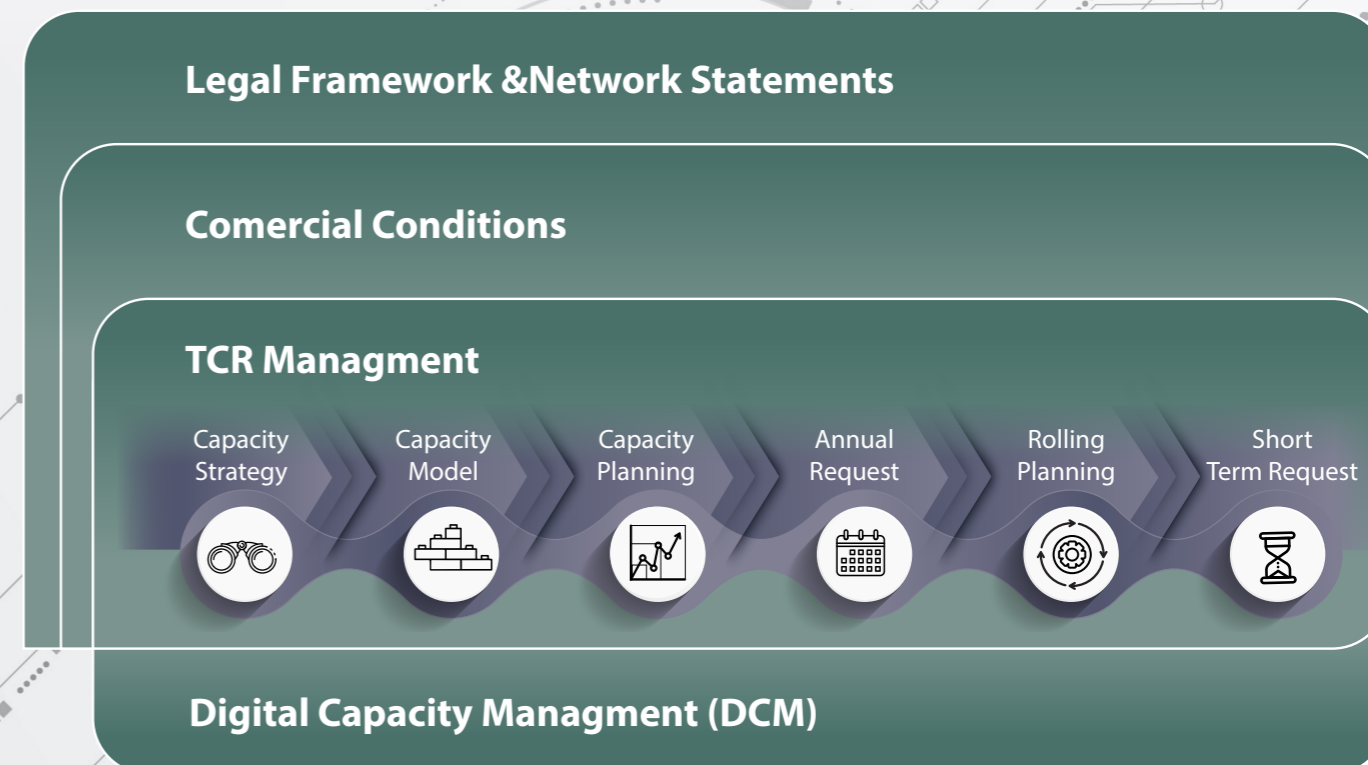 Legal Framework &Network Statements
Comercial Conditions
TCR Managment
Capacity
Strategy
Capacity
Model
Capacity
Planning
Annual
Request
Rolling
Planning
Short
Term Request
Digital Capacity Managment (DCM)